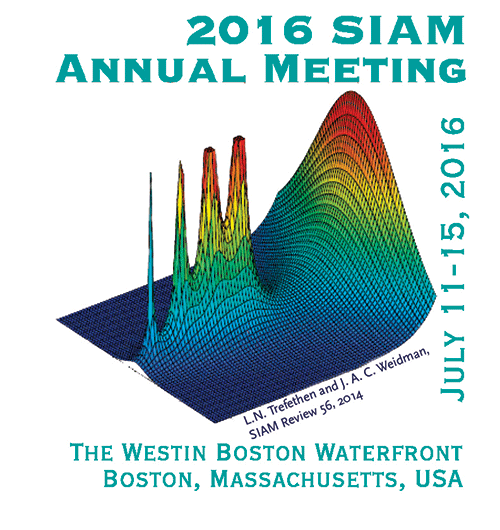 2016 SIAM
ANNUAL MEETING
JULY 11-15, 2016
L.N. Trefethen and J. A. C. Weidman,
SIAM Review 56, 2014
THE WESTIN BOSTON WATERFRONT
BOSTON, MASSACHUSETTS, USA